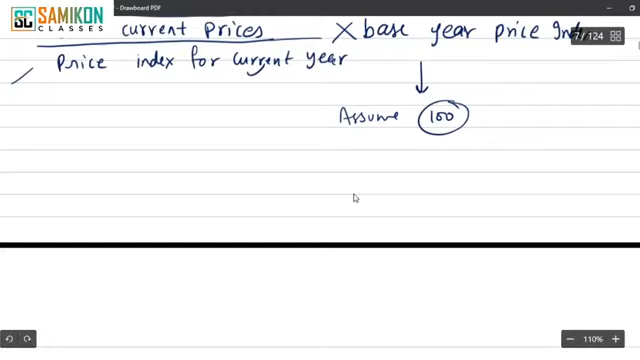 SC SAMIKON
CLASSES
- Drawboard PDF
current Prices × base year price
7 / 124
Price index for current year
Assume 100
110%